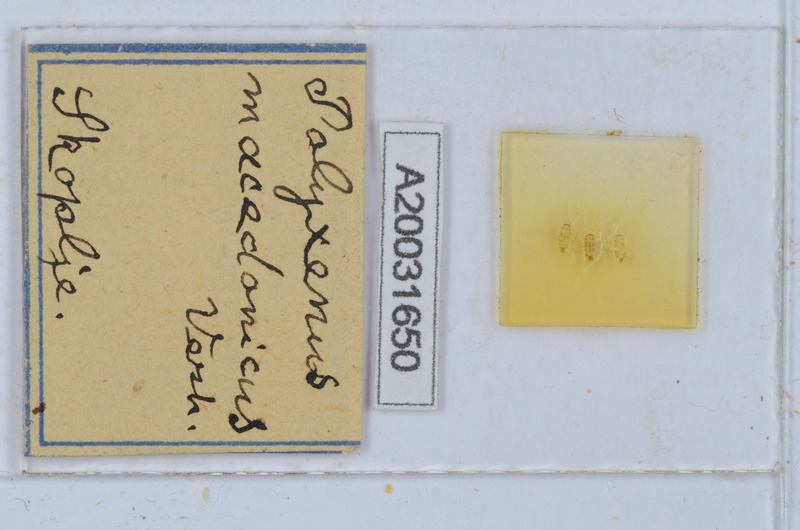 Polyxenus
macedonicus
Verh.
Skoplje.
A20031650